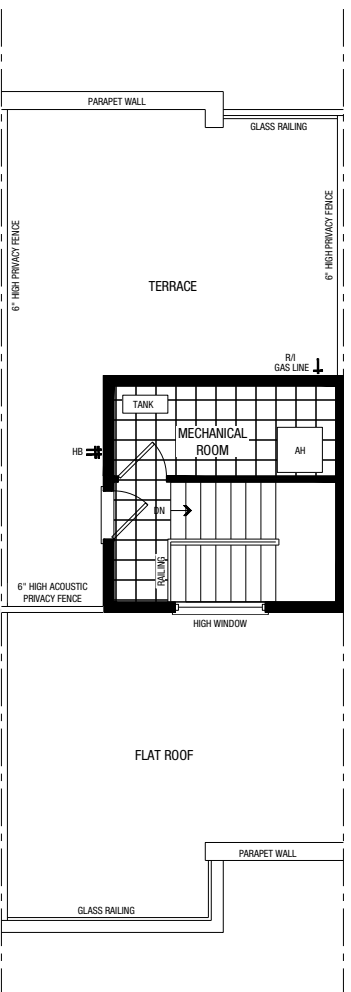 PARAPET WALL
GLASS RAILING
6" HIGH PRIVACY FENCE
6" HIGH PRIVACY FENCE
TERRACE
R/I
GAS LINE
TANK
MECHANICAL
ROOM
AH
HB
DN
RAILING
6" HIGH ACOUSTIC
PRIVACY FENCE
HIGH WINDOW
FLAT ROOF
PARAPET WALL
GLASS RAILING